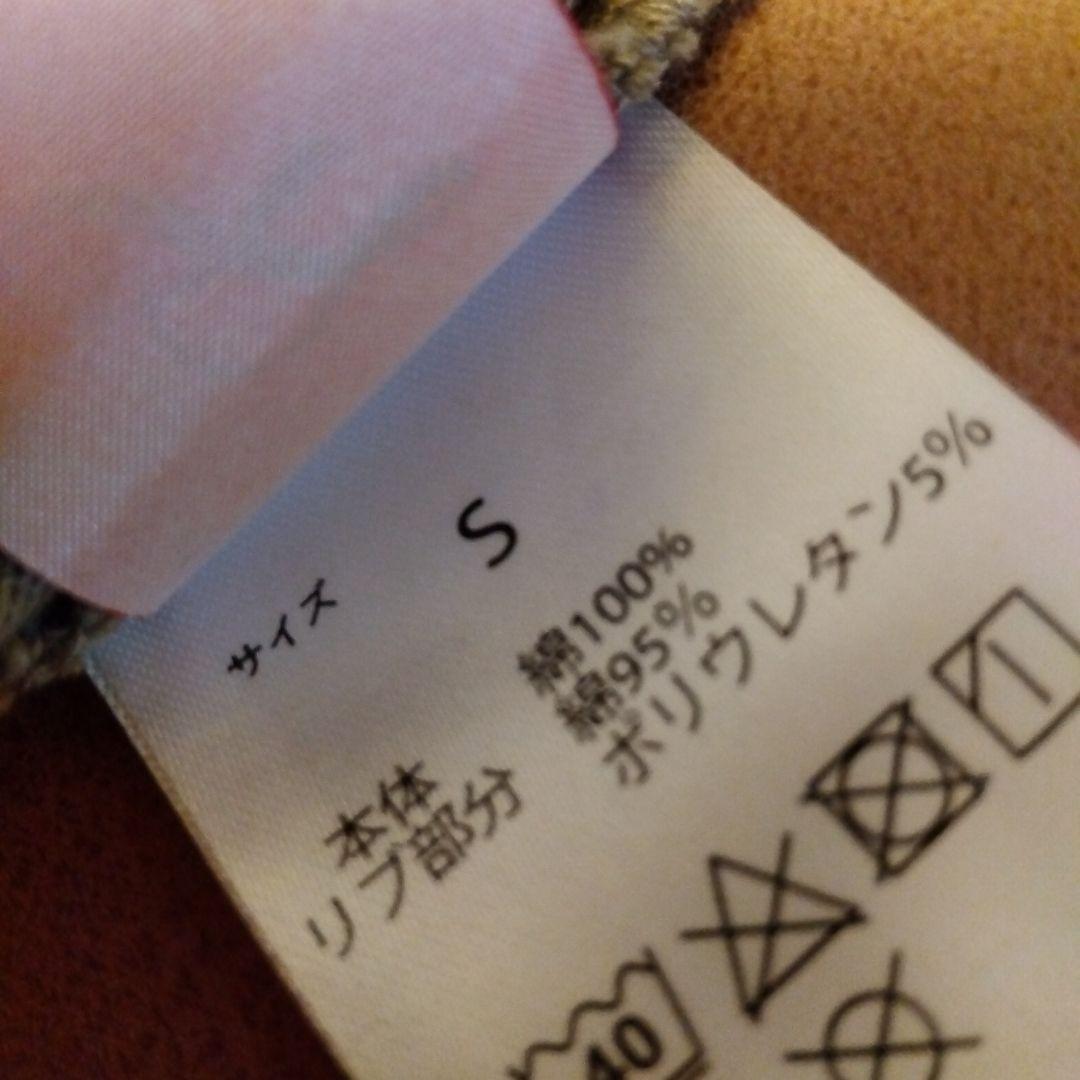 サイズ S
本体 綿100%
リブ部分 綿95%
ポリウレタン5%
40